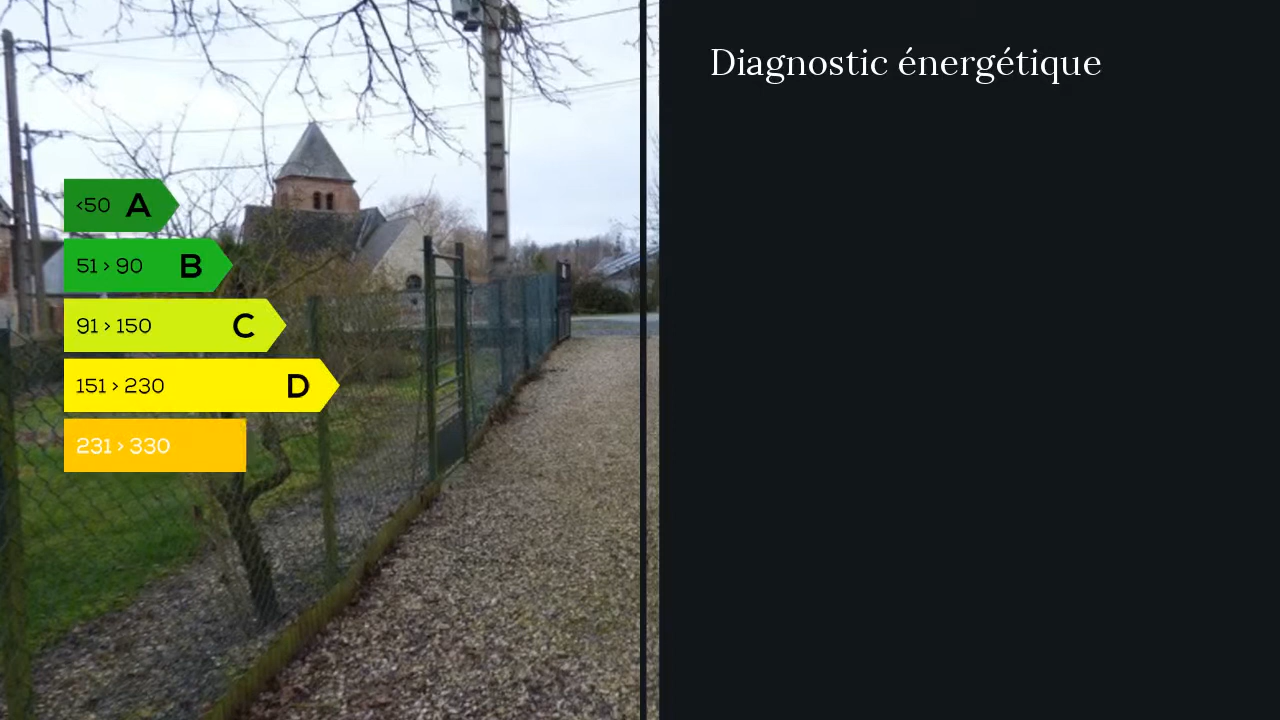 Diagnostic énergétique
<50 A
51 > 90 B
91 > 150 C
151 > 230 D
231 > 330